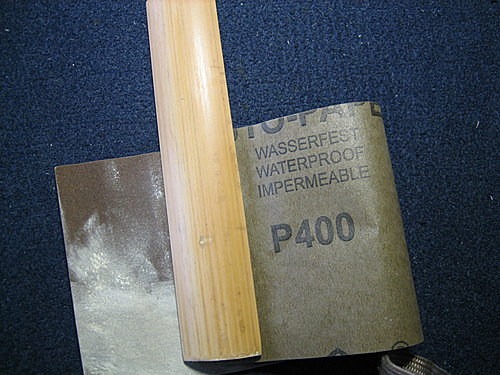 WASSERFEST
WATERPROOF
IMPERMEABLE
P400